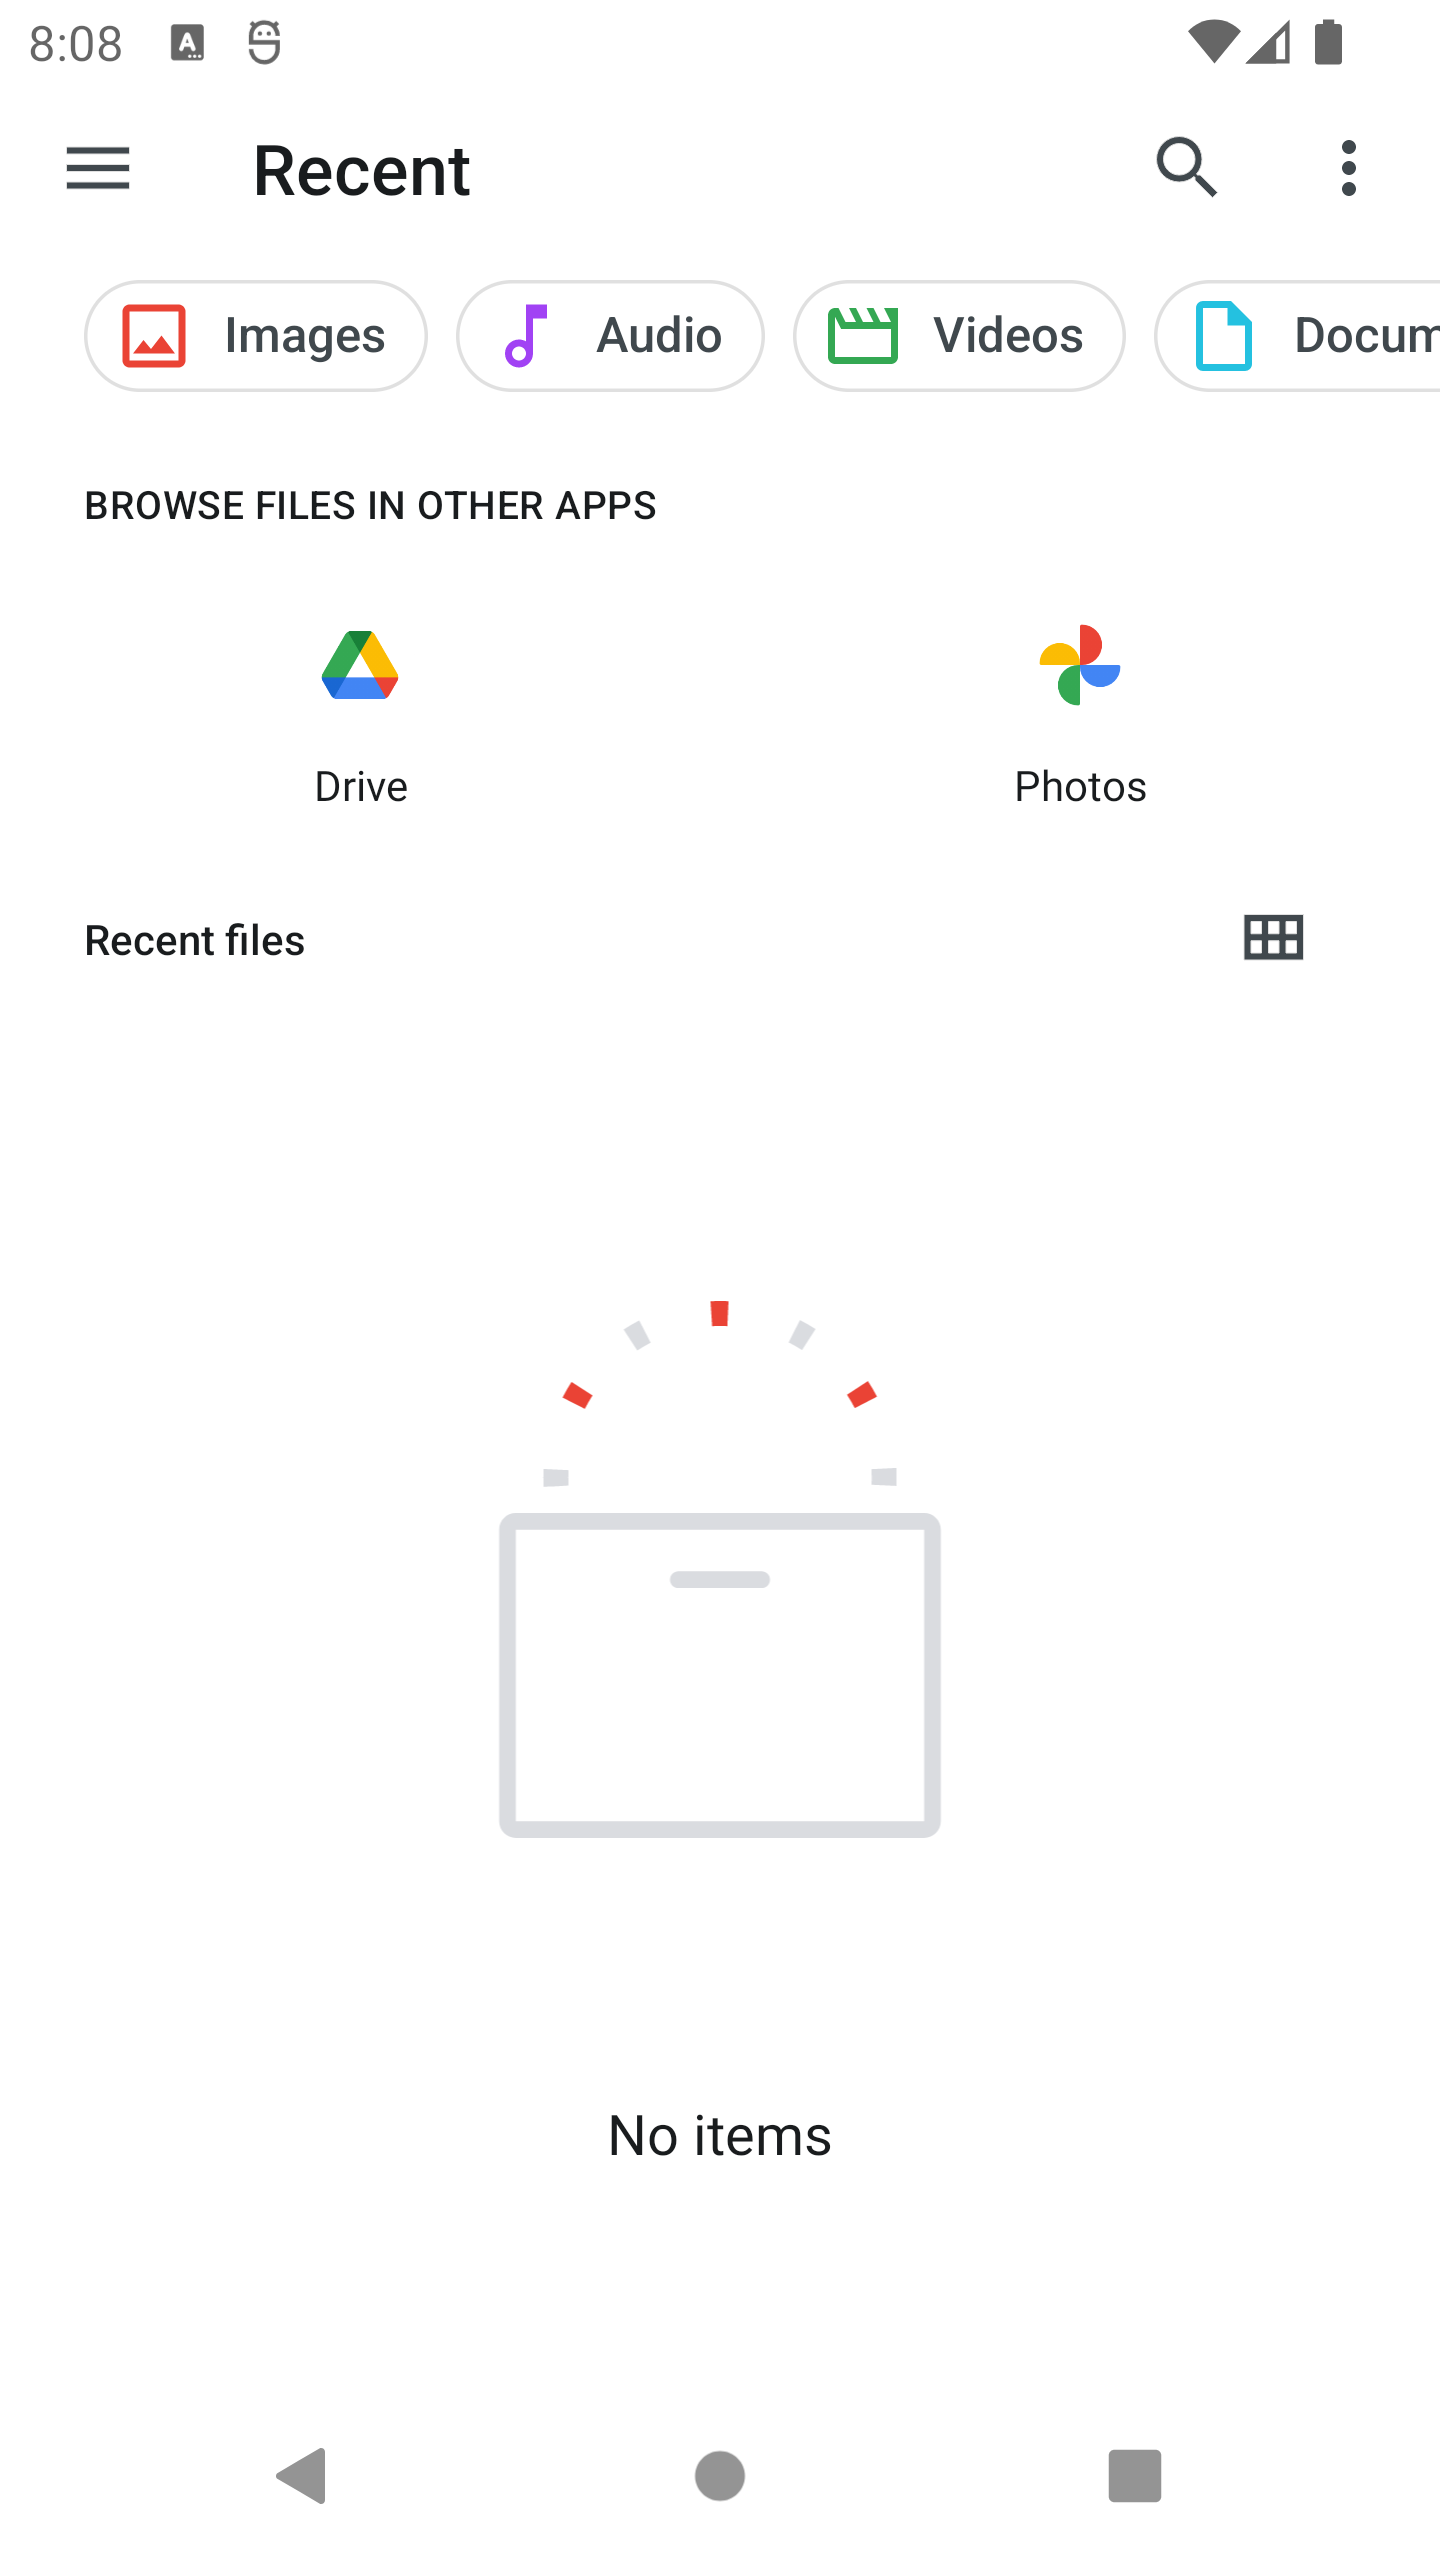 8:08
Recent
Images
Audio
Videos
Docum
BROWSE FILES IN OTHER APPS
Drive
Photos
Recent files
No items